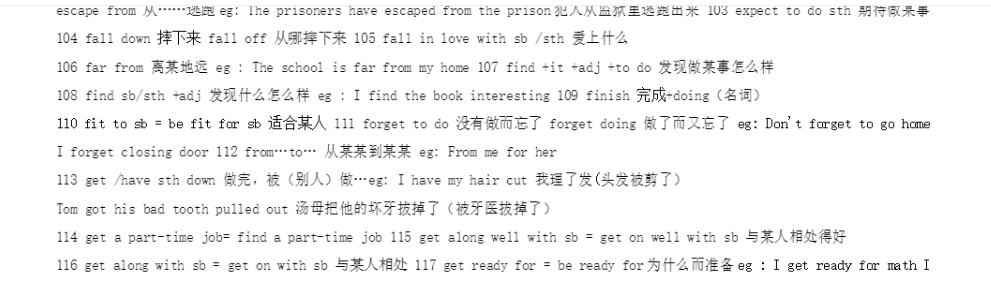 escape from 从……逃跑 eg: The prisoners have escaped from the prison 犯人从监狱里逃跑出来 103 expect to do sth 期待做某事
104 fall down 摔下来 fall off 从哪摔下来 105 fall in love with sb /sth 爱上什么
106 far from 离某地远 eg : The school is far from my home 107 find +it +adj +to do 发现做某事怎么样
108 find sb/sth +adj 发现什么怎么样 eg : I find the book interesting 109 finish 完成+doing（名词）
110 fit to sb = be fit for sb 适合某人 111 forget to do 没有做而忘了 forget doing 做了而又忘了 eg: Don't forget to go home
I forget closing door 112 from…to… 从某某到某某 eg: From me for her
113 get /have sth down 做完，被（别人）做…eg: I have my hair cut 我理了发(头发被剪了）
Tom got his bad tooth pulled out 汤母把他的坏牙拔掉了（被牙医拔掉了）
114 get a part-time job= find a part-time job 115 get along well with sb = get on well with sb 与某人相处得好
116 get along with sb = get on with sb 与某人相处 117 get ready for = be ready for 为什么而准备 eg : I get ready for math I